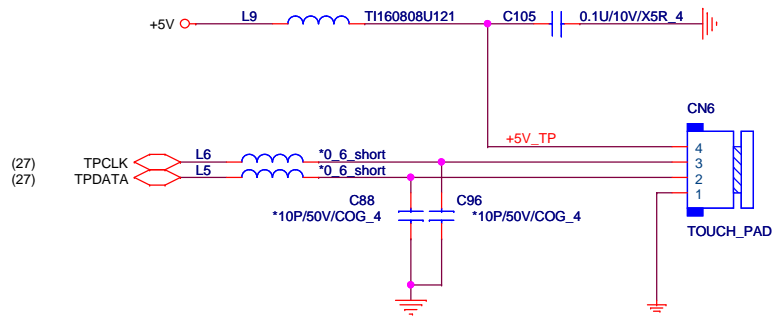 +5V L9 TI160808U121 C105 0.1U/10V/X5R_4
CN6
+5V_TP
4
(27) TPCLK L6 *0_6_short 3
(27) TPDATA L5 *0_6_short 2
1
C88 C96
*10P/50V/COG_4 *10P/50V/COG_4
TOUCH_PAD